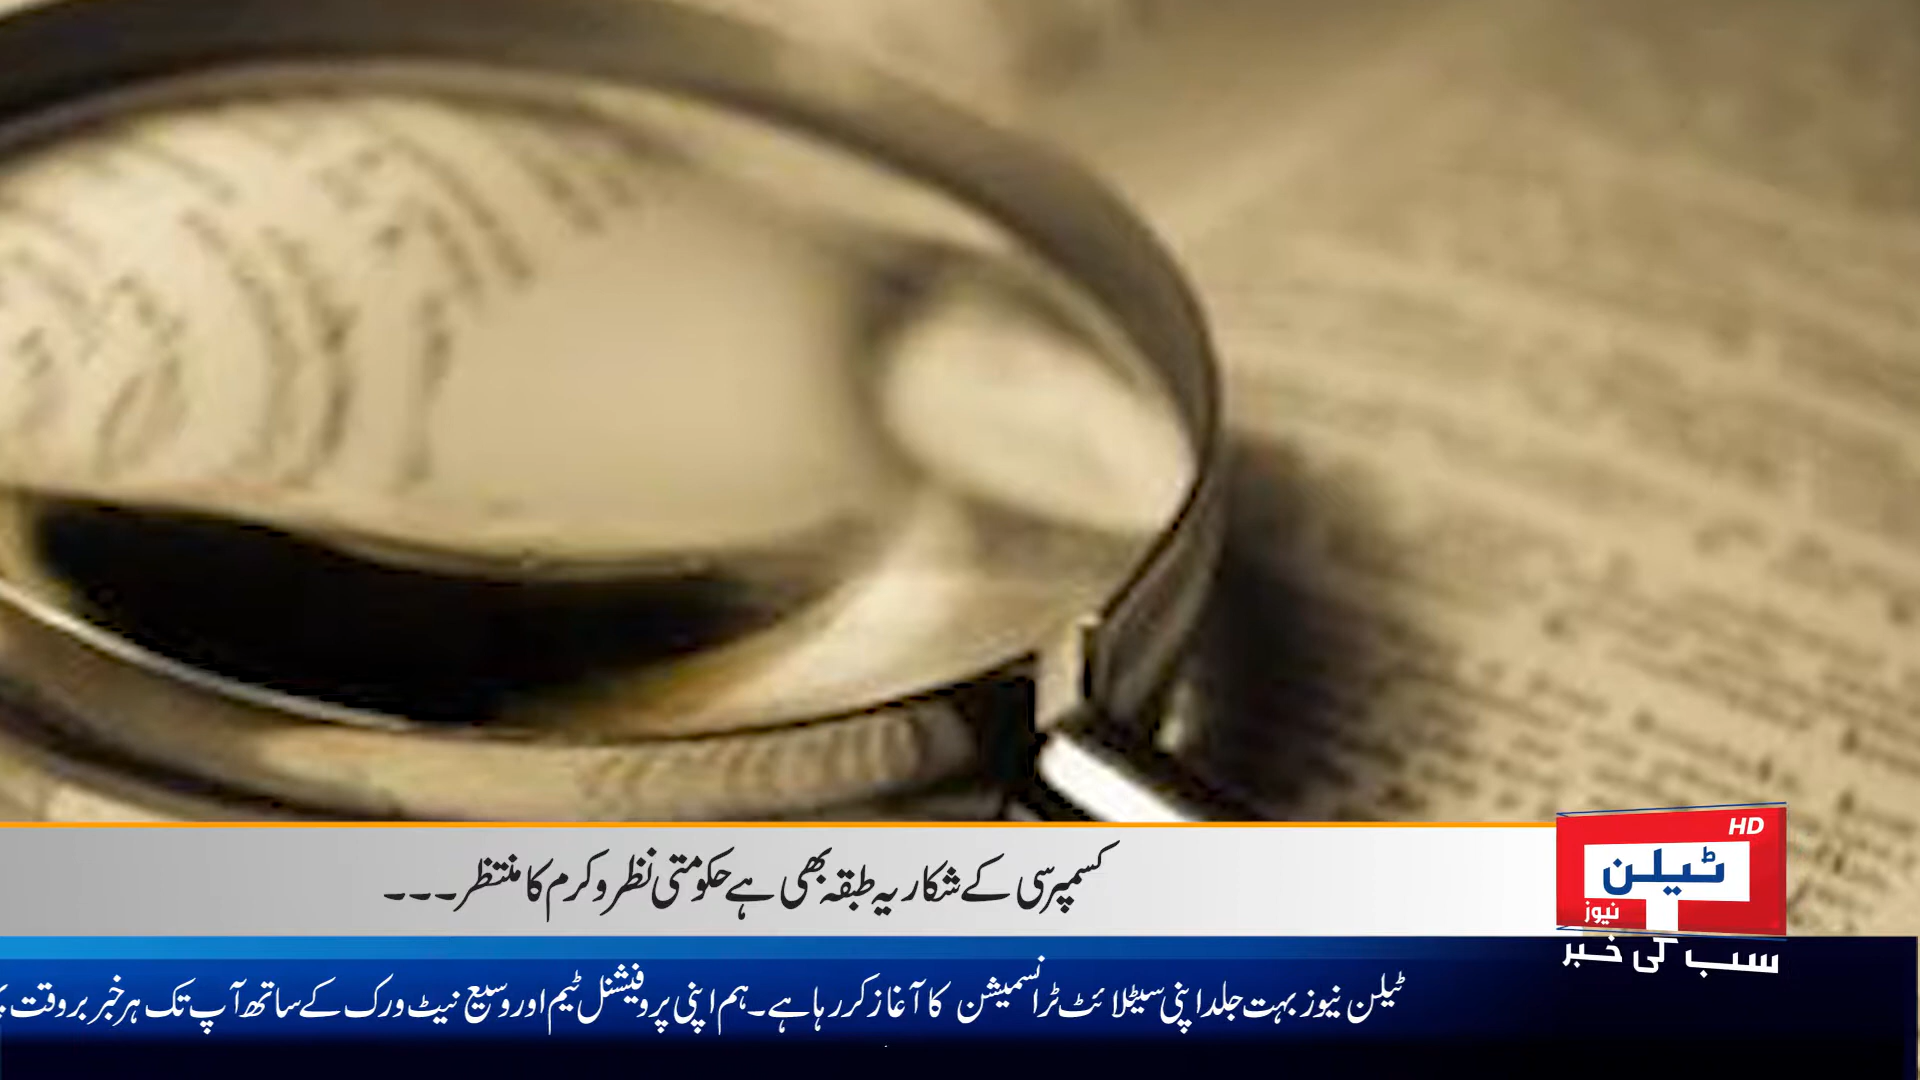 HD
ٹیلن
نیوز
سب کی خبر
کسمپرسی کے شکار یہ طبقہ بھی ہے حکومتی نظر و کرم کا منتظر ۔۔۔
ٹیلن نیوز بہت جلد اپنی سیٹلائٹ ٹرانسمیشن کا آغاز کر رہا ہے ۔ ہم اپنی پروفیشنل ٹیم اور وسیع نیٹ ورک کے ساتھ آپ تک ہر خبر بروقت